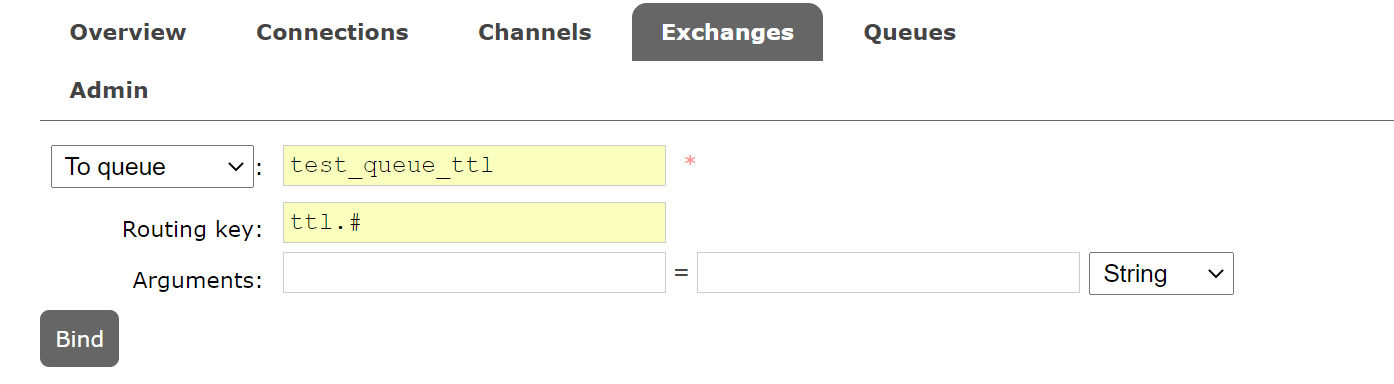 Overview Connections Channels Exchanges Queues
Admin
To queue : test_queue_ttl *
Routing key: ttl.#
Arguments: = String
Bind